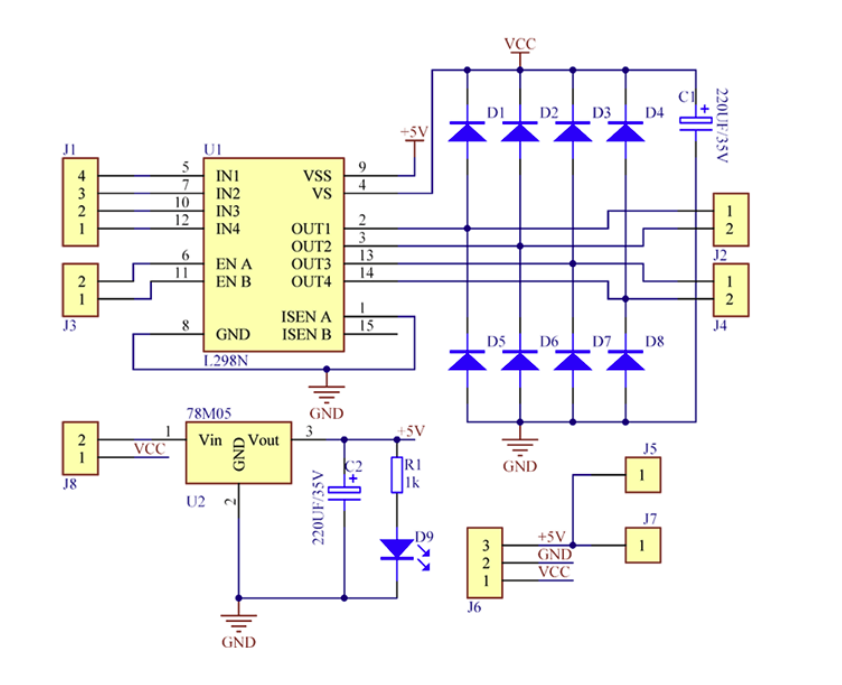 VCC
C1
+
220UF/35V
D1
D2
D3
D4
+5V
J1
U1
4
5
IN1
VSS
9
3
7
IN2
VS
4
2
10
IN3
1
12
IN4
OUT1
2
1
OUT2
3
2
2
6
EN A
OUT3
13
J2
1
11
EN B
OUT4
14
1
2
J3
ISEN A
1
J4
8
GND
ISEN B
15
L298N
D5
D6
D7
D8
GND
78M05
2
1
Vin
Vout
3
+5V
1
VCC
GND
J8
U2
2
GND
C2
+
220UF/35V
R1
1k
D9
GND
J5
1
J7
3
+5V
1
2
GND
1
VCC
J6